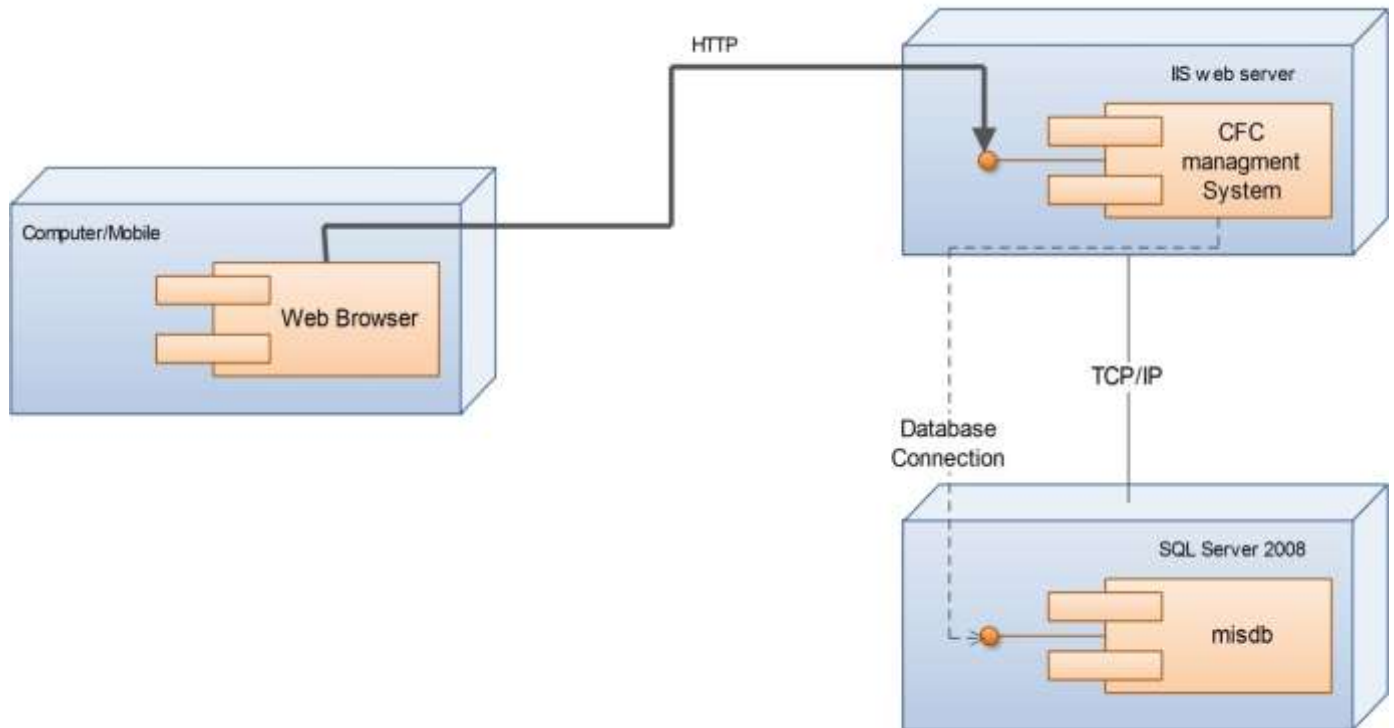 HTTP
IIS web server
CFC
managment
System
Computer/Mobile
Web Browser
TCP/IP
Database
Connection
SQL Server 2008
misdb